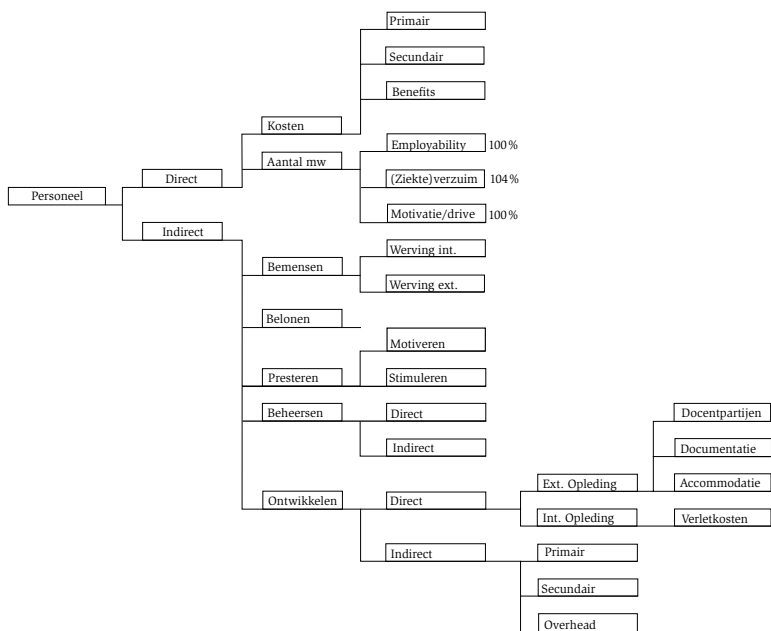 Primair
Secundair
Benefits
Kosten
Employability 100%
Aantal mw
Direct
(Ziekte)verzuim 104%
Personeel
Motivatie/drive 100%
Indirect
Werving int.
Bemensen
Werving ext.
Belonen
Motiveren
Presteren
Stimuleren
Beheersen
Direct
Docentpartijen
Indirect
Documentatie
Ext. Opleding
Accommodatie
Ontwikkelen
Direct
Int. Opleding
Verletkosten
Indirect
Primair
Secundair
Overhead